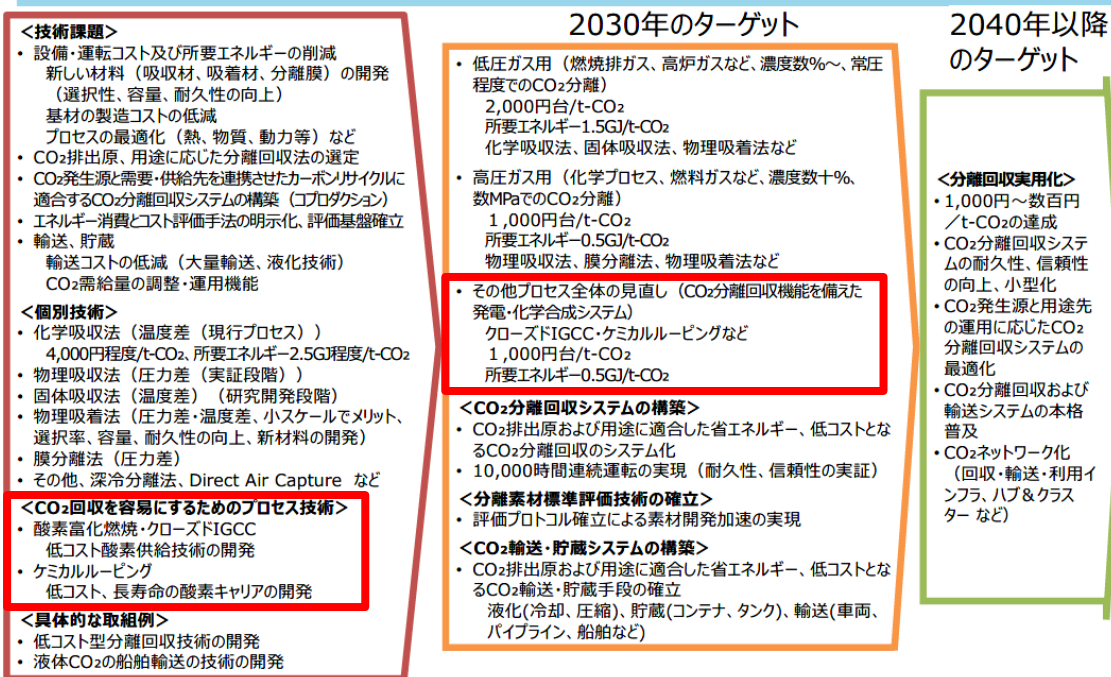 <技術課題>
• 設備・運転コスト及び所要エネルギーの削減
新しい材料（吸収材、吸着材、分離膜）の開発
（選択性、容量、耐久性の向上）
基材の製造コストの低減
プロセスの最適化（熱、物質、動力等）など
• CO₂排出原、用途に応じた分離回収法の選定
• CO₂発生源と需要・供給先を連携させたカーボンリサイクルに
適合するCO₂分離回収システムの構築（コプロダクション）
• エネルギー消費とコスト評価手法の明示化、評価基盤確立
• 輸送、貯蔵
輸送コストの低減（大量輸送、液化技術）
CO₂需給量の調整・運用機能
<個別技術>
• 化学吸収法（温度差（現行プロセス））
4,000円程度/t-CO₂、所要エネルギー2.5GJ程度/t-CO₂
• 物理吸収法（圧力差（実証段階））
• 固体吸収法（温度差）（研究開発段階）
• 物理吸着法（圧力差・温度差、小スケールでメリット、
選択率、容量、耐久性の向上、新材料の開発）
• 膜分離法（圧力差）
• その他、深冷分離法、Direct Air Capture など
<CO₂回収を容易にするためのプロセス技術>
• 酸素富化燃焼・クローズドIGCC
低コスト酸素供給技術の開発
• ケミカルルーピング
低コスト、長寿命の酸素キャリアの開発
<具体的な取組例>
• 低コスト型分離回収技術の開発
• 液体CO₂の船舶輸送の技術の開発
2030年のターゲット
• 低圧ガス用（燃焼排ガス、高炉ガスなど、濃度数%～、常圧
程度でのCO₂分離）
2,000円台/t-CO₂
所要エネルギー1.5GJ/t-CO₂
化学吸収法、固体吸収法、物理吸着法など
• 高圧ガス用（化学プロセス、燃料ガスなど、濃度数十%、
数MPaでのCO₂分離）
1,000円台/t-CO₂
所要エネルギー0.5GJ/t-CO₂
物理吸収法、膜分離法、物理吸着法など
• その他プロセス全体の見直し（CO₂分離回収機能を備えた
発電・化学合成システム）
クローズドIGCC・ケミカルルーピングなど
1,000円台/t-CO₂
所要エネルギー0.5GJ/t-CO₂
<CO₂分離回収システムの構築>
• CO₂排出原および用途に適合した省エネルギー、低コストとな
るCO₂分離回収のシステム化
• 10,000時間連続運転の実現（耐久性、信頼性の実証）
<分離素材標準評価技術の確立>
• 評価プロトコル確立による素材開発加速の実現
<CO₂輸送・貯蔵システムの構築>
• CO₂排出原および用途に適合した省エネルギー、低コストとな
るCO₂輸送・貯蔵手段の確立
液化(冷却、圧縮)、貯蔵(コンテナ、タンク)、輸送(車両、
パイプライン、船舶など)
2040年以降
のターゲット
<分離回収実用化>
• 1,000円～数百円
／t-CO₂の達成
• CO₂分離回収システ
ムの耐久性、信頼性
の向上、小型化
• CO₂発生源と用途先
の運用に応じたCO₂
分離回収システムの
最適化
• CO₂分離回収および
輸送システムの本格
普及
• CO₂ネットワーク化
（回収・輸送・利用イ
ンフラ、ハブ＆クラス
ター など）